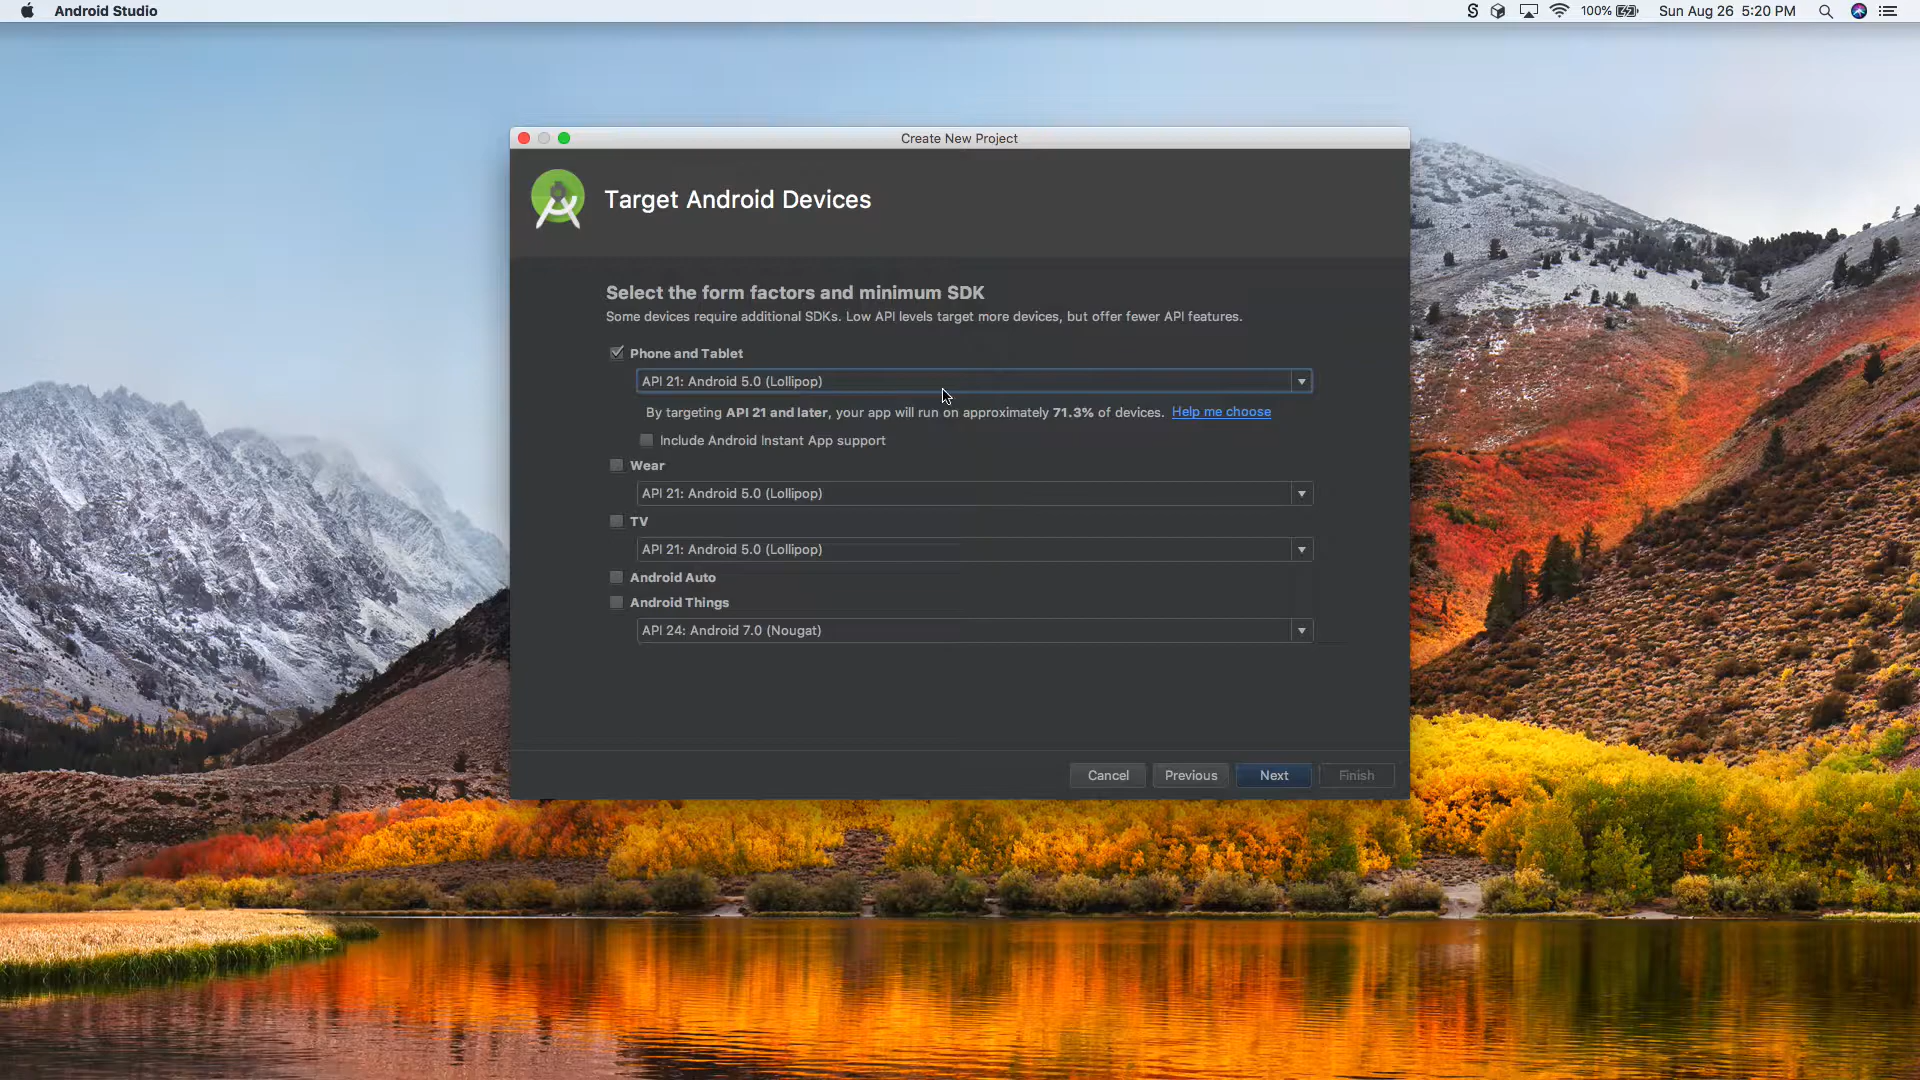 Android Studio
100%
Sun Aug 26 5:20 PM
Create New Project
Target Android Devices
Select the form factors and minimum SDK
Some devices require additional SDKs. Low API levels target more devices, but offer fewer API features.
Phone and Tablet
API 21: Android 5.0 (Lollipop)
By targeting API 21 and later, your app will run on approximately 71.3% of devices. Help me choose
Include Android Instant App support
Wear
API 21: Android 5.0 (Lollipop)
TV
API 21: Android 5.0 (Lollipop)
Android Auto
Android Things
API 24: Android 7.0 (Nougat)
Cancel
Previous
Next
Finish